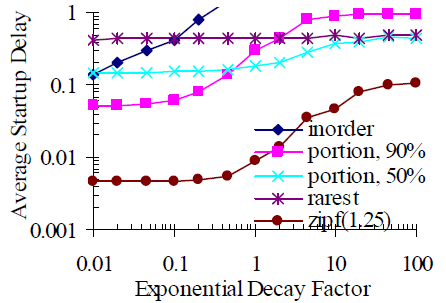 Average Startup Delay
1
0.1
0.01
0.001
inorder
portion, 90%
portion, 50%
rarest
zipf(1.25)
0.01 0.1 1 10 100
Exponential Decay Factor